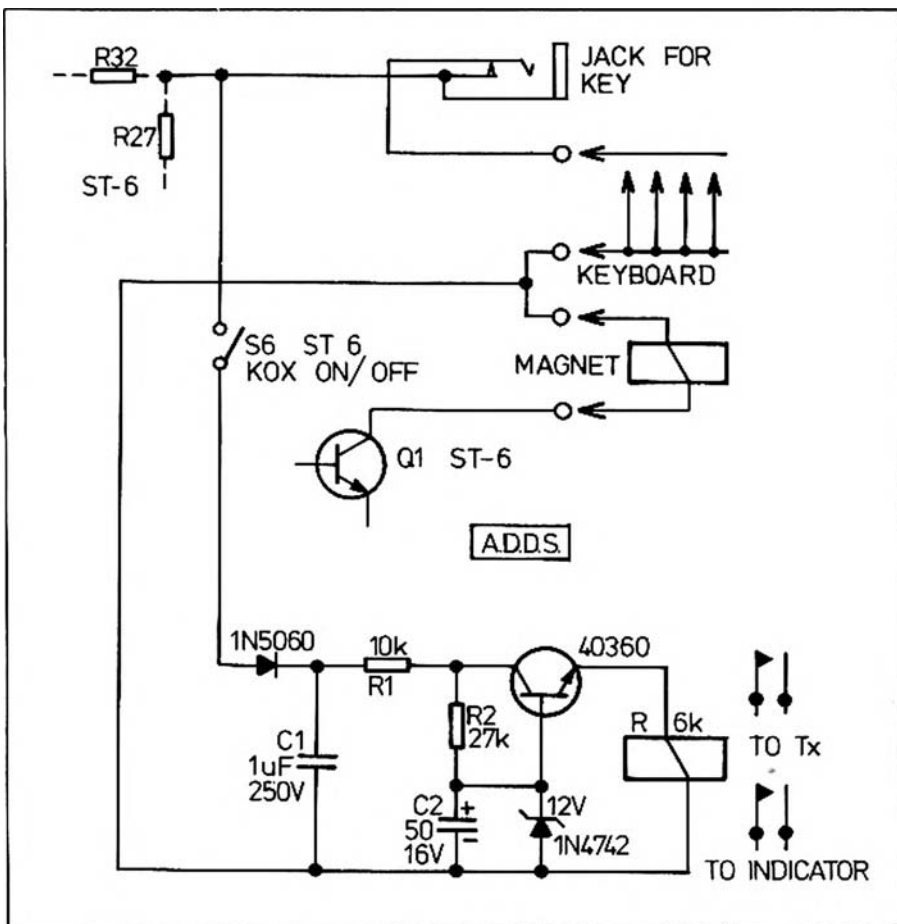 R32
JACK FOR
KEY
R27
ST-6
KEYBOARD
S6 ST 6
KOX ON/OFF
MAGNET
Q1 ST-6
A.D.D.S.
1N5060
10k
R1
40360
R2
27k
R 6k
TO Tx
C1
1uF
250V
C2
50
16V
+
-
12V
1N4742
TO INDICATOR